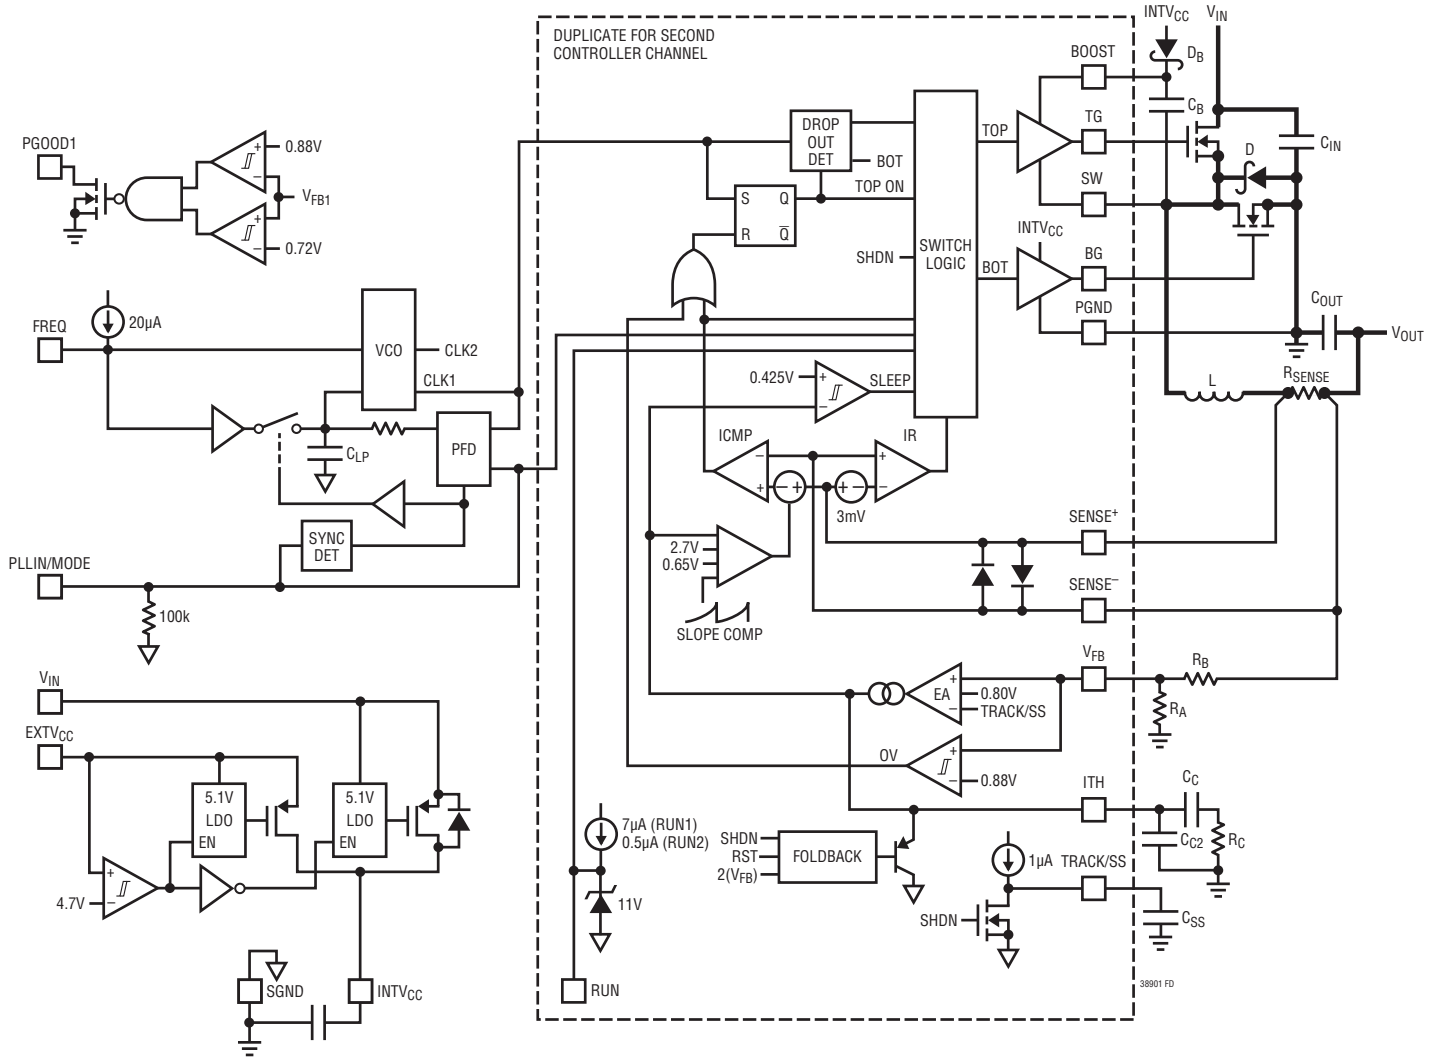 DUPLICATE FOR SECOND
CONTROLLER CHANNEL
INTVCC
VIN
BOOST
DB
CB
TG
CIN
D
SW
PGOOD1
0.88V
+
–
VFB1
+
–
0.72V
DROP
OUT
DET
BOT
TOP ON
S Q
R Q̅
SHDN
SWITCH
LOGIC
TOP
BOT
INTVCC
BG
PGND
COUT
VOUT
L
RSENSE
FREQ
20µA
VCO
CLK2
CLK1
CLP
PFD
SYNC
DET
PLLIN/MODE
100k
0.425V
+
–
SLEEP
ICMP
–
+
– +
+ –
3mV
IR
+
–
2.7V
0.65V
SLOPE COMP
SENSE+
SENSE–
VFB
RB
RA
EA
+
–
0.80V
TRACK/SS
OV
+
–
0.88V
ITH
CC
CC2
RC
VIN
EXTVCC
5.1V
LDO
EN
5.1V
LDO
EN
+
–
4.7V
SGND
INTVCC
7µA (RUN1)
0.5µA (RUN2)
11V
RUN
SHDN
RST
2(VFB)
FOLDBACK
1µA
TRACK/SS
SHDN
CSS
38901 FD